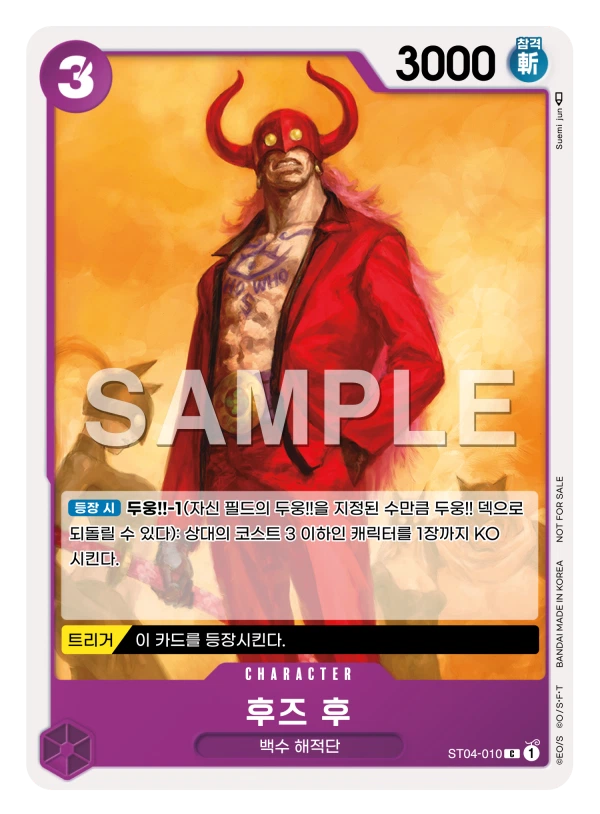 3
3000
참격
斬
Suemi jun
WHO WHO
SAMPLE
등장 시 두웅!!-1(자신 필드의 두웅!!을 지정된 수만큼 두웅!! 덱으로
되돌릴 수 있다): 상대의 코스트 3 이하인 캐릭터를 1장까지 KO
시킨다.
트리거 이 카드를 등장시킨다.
CHARACTER
후즈 후
백수 해적단
ST04-010 C 1
©EO/S ©O/S·F·T BANDAI MADE IN KOREA NOT FOR SALE